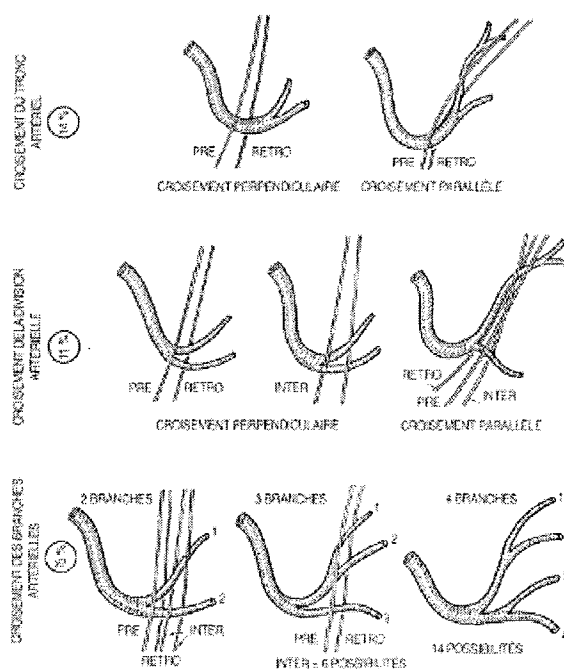 CROISEMENT DU TRONC
ARTÉRIEL
PRE RETRO
CROISEMENT PERPENDICULAIRE
PRE RETRO
CROISEMENT PARALLÈLE
CROISEMENT DE LA DIVISION
ARTERIELLE
PRE RETRO
INTER
CROISEMENT PERPENDICULAIRE
RETRO
PRE
INTER
CROISEMENT PARALLÈLE
CROISEMENT DES BRANCHES
ARTERIELLES
2 BRANCHES
1
2
PRE
INTER
RETRO
3 BRANCHES
1
2
3
PRE
RETRO
INTER = 6 POSSIBILITÉS
4 BRANCHES
1
14 POSSIBILITÉS